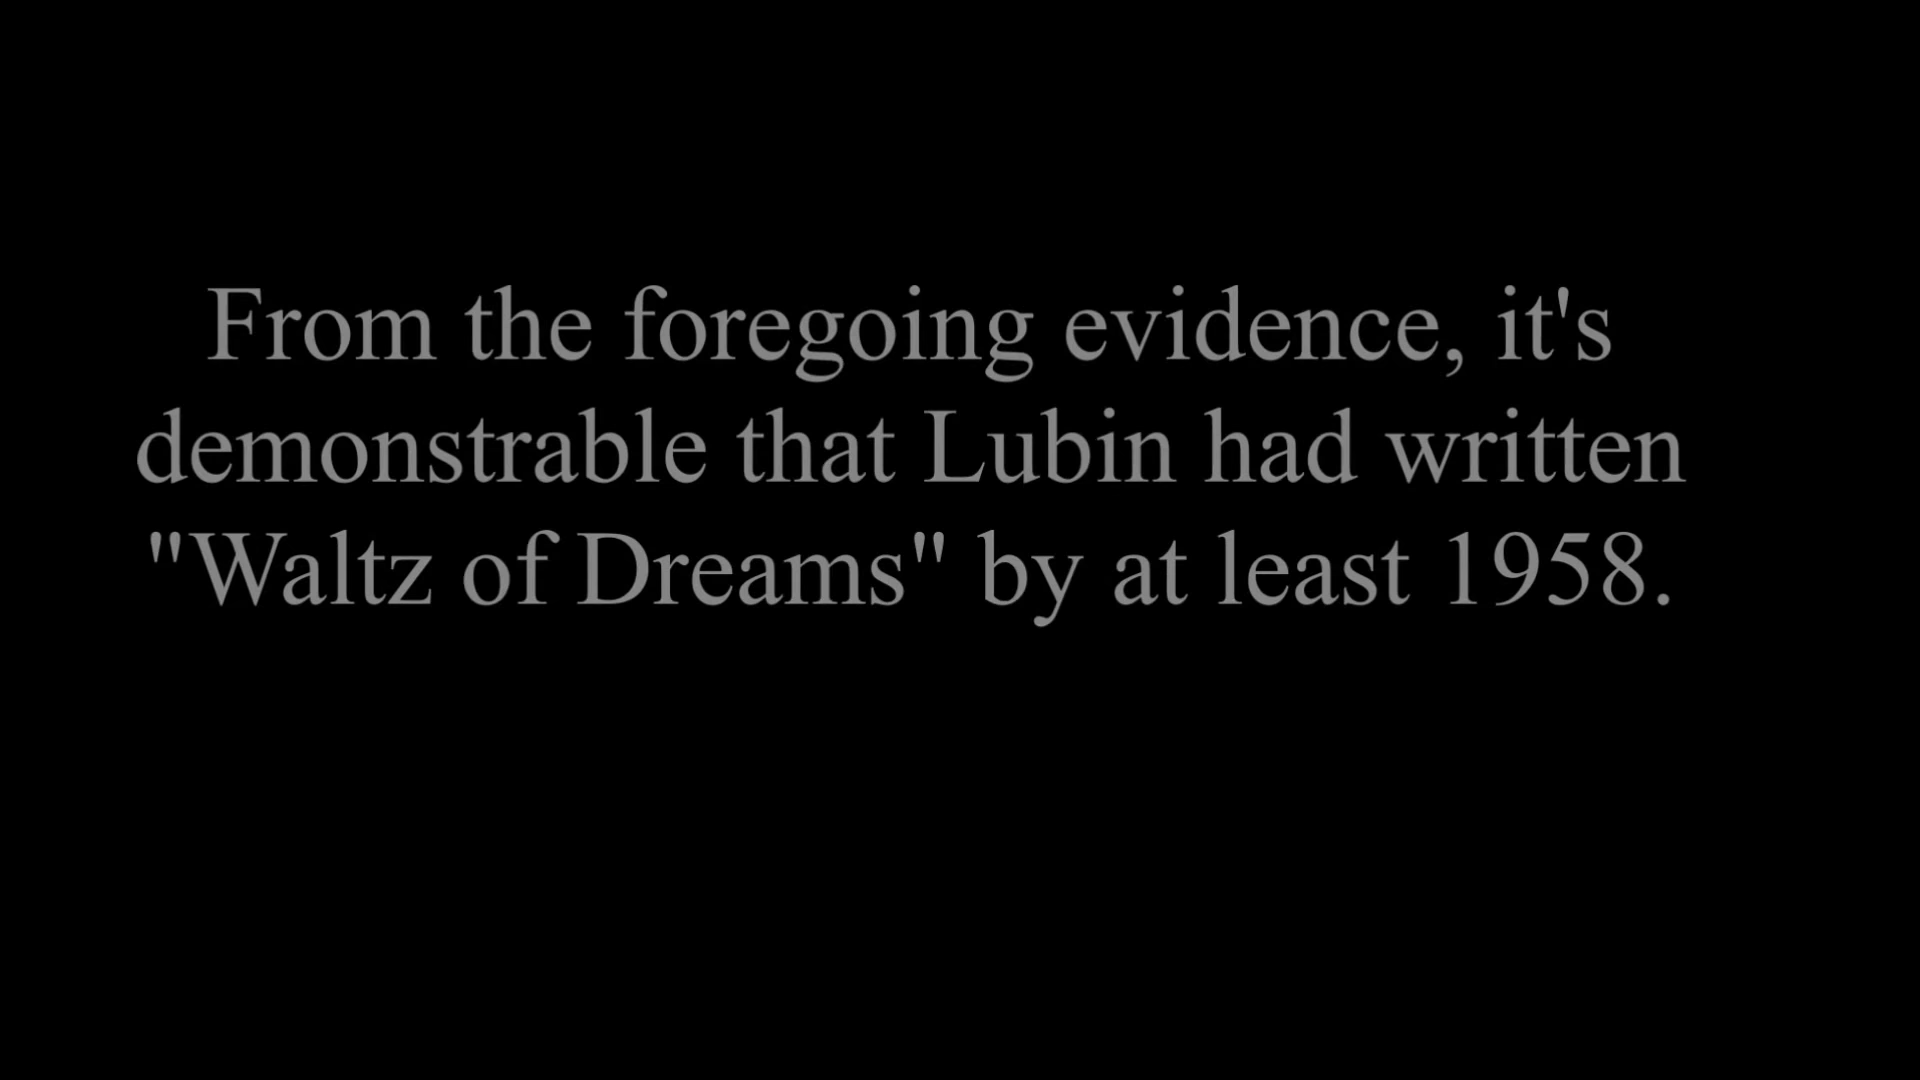 From the foregoing evidence, it's
demonstrable that Lubin had written
"Waltz of Dreams" by at least 1958.